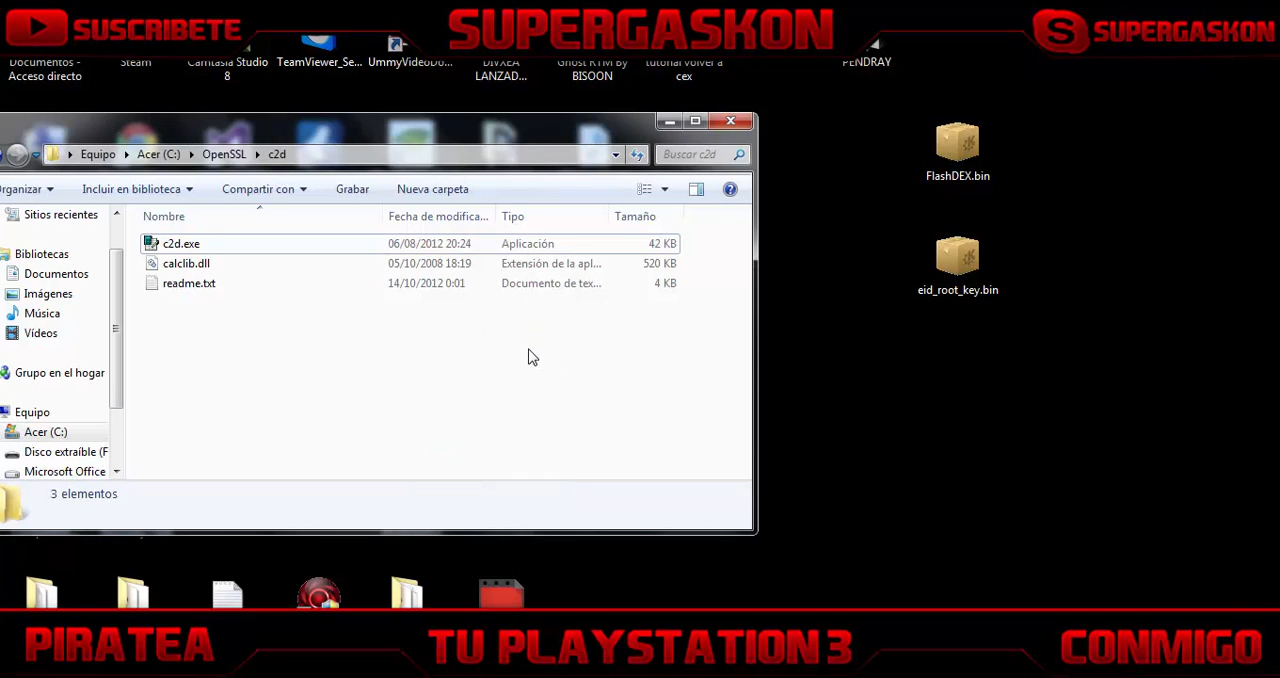 SUSCRIBETE
SUPERGASKON
SUPERGASKON
Documentos -
Acceso directo
Steam
Camtasia Studio
8
TeamViewer_Se...
UmmyVideoDo...
DIVXEA
LANZAD...
Ghost RTM by
BISOON
tutorial volver a
cex
PENDRAY
FlashDEX.bin
eid_root_key.bin
Equipo
Acer (C:)
OpenSSL
c2d
Buscar c2d
Organizar
Incluir en biblioteca
Compartir con
Grabar
Nueva carpeta
Sitios recientes
Bibliotecas
Documentos
Imágenes
Música
Vídeos
Grupo en el hogar
Equipo
Acer (C:)
Disco extraíble (F
Microsoft Office
Nombre
Fecha de modifica...
Tipo
Tamaño
c2d.exe
06/08/2012 20:24
Aplicación
42 KB
calclib.dll
05/10/2008 18:19
Extensión de la apl...
520 KB
readme.txt
14/10/2012 0:01
Documento de tex...
4 KB
3 elementos
PIRATEA
TU PLAYSTATION 3
CONMIGO